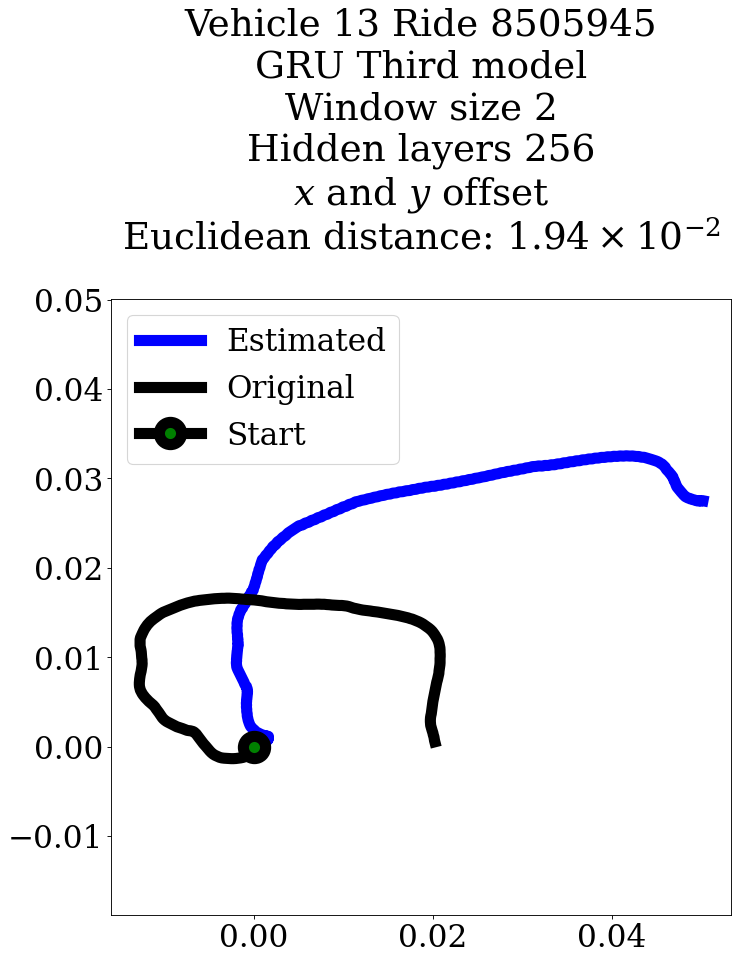 Vehicle 13 Ride 8505945
GRU Third model
Window size 2
Hidden layers 256
x and y offset
Euclidean distance: 1.94 × 10⁻²
0.05
0.04
0.03
0.02
0.01
0.00
−0.01
Estimated
Original
Start
0.00 0.02 0.04